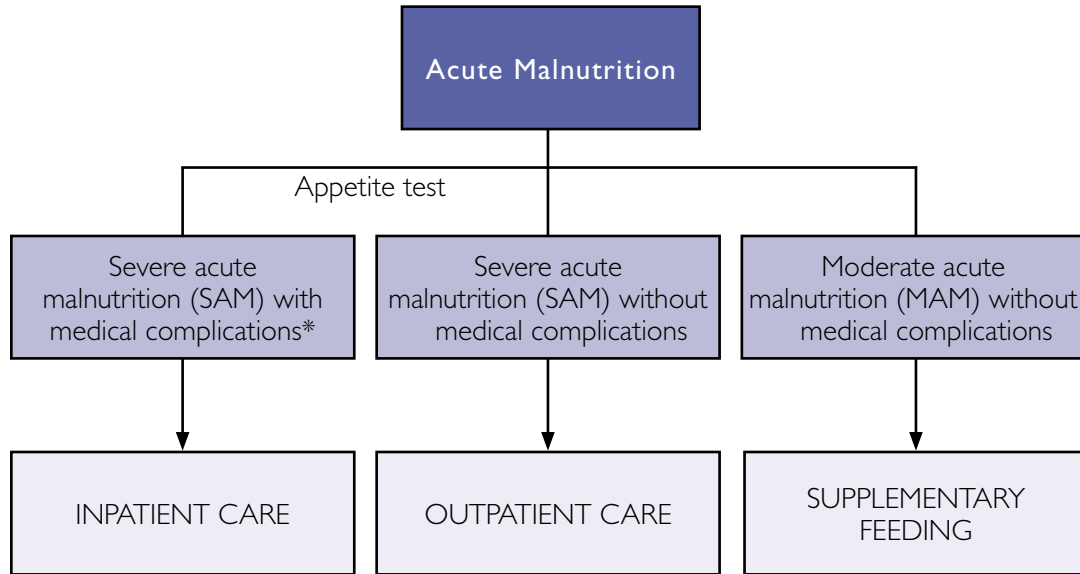 Acute Malnutrition
Appetite test
Severe acute
malnutrition (SAM) with
medical complications*
Severe acute
malnutrition (SAM) without
medical complications
Moderate acute
malnutrition (MAM) without
medical complications
INPATIENT CARE
OUTPATIENT CARE
SUPPLEMENTARY
FEEDING